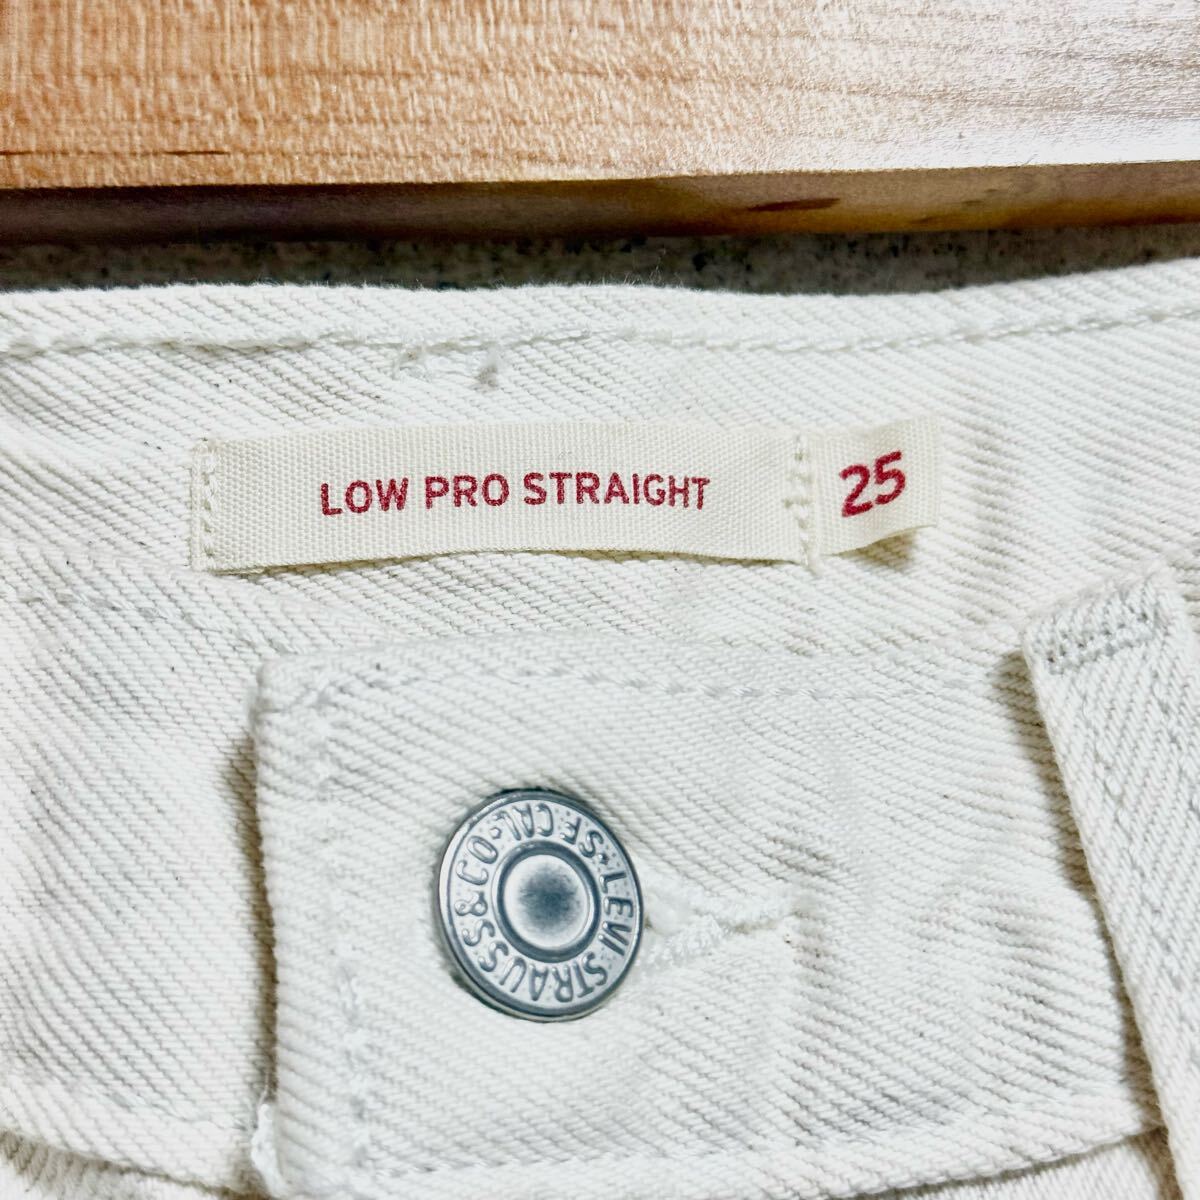 LOW PRO STRAIGHT
25
LEVI STRAUSS & CO. S.F. CAL.